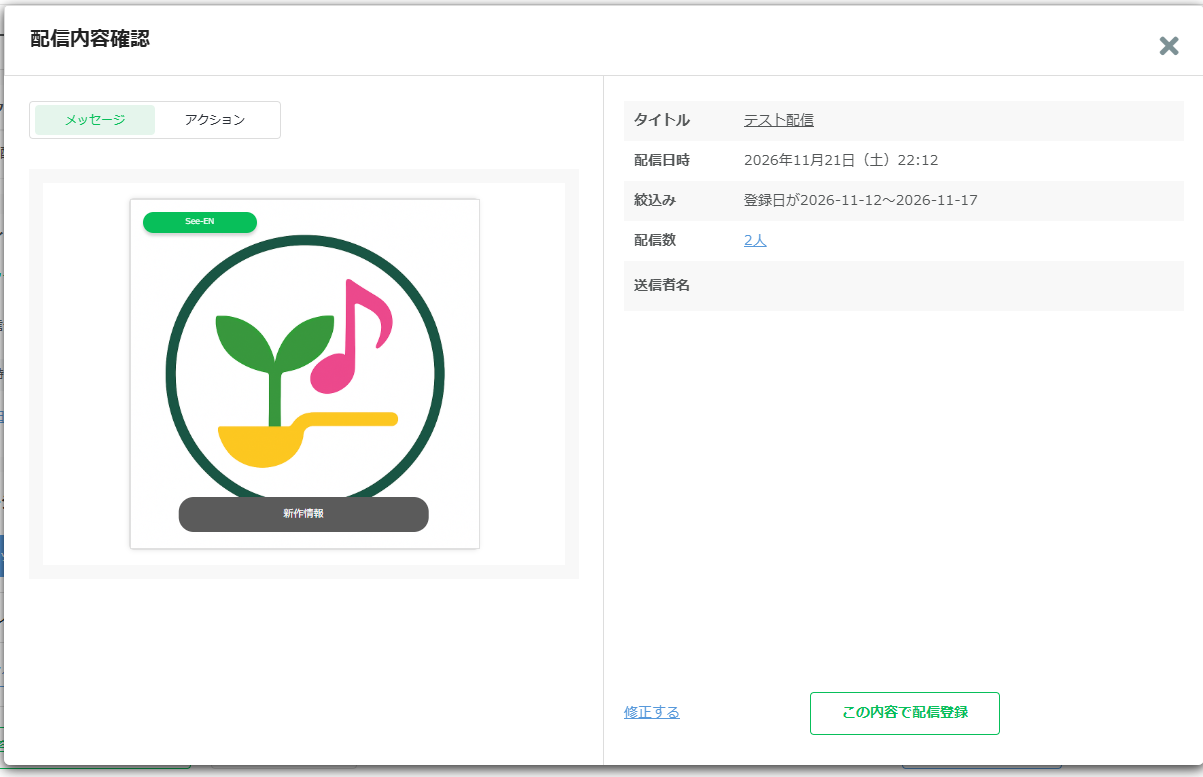 配信内容確認
メッセージ
アクション
See-EN
新作情報
タイトル
テスト配信
配信日時
2026年11月21日（土）22:12
絞込み
登録日が2026-11-12～2026-11-17
配信数
2人
送信者名
修正する
この内容で配信登録